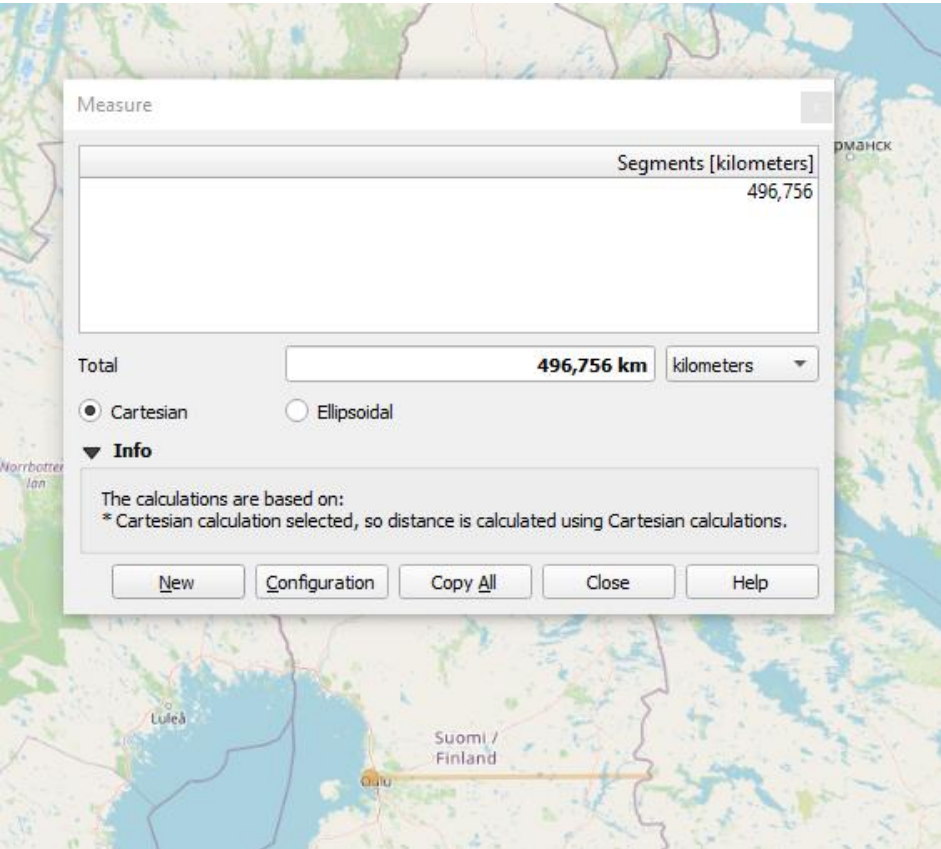 Measure
рманск
Segments [kilometers]
496,756
Total
496,756 km
kilometers
Cartesian
Ellipsoidal
Info
Norrbotten
län
The calculations are based on:
* Cartesian calculation selected, so distance is calculated using Cartesian calculations.
New
Configuration
Copy All
Close
Help
Luleå
Suomi /
Finland
Oulu